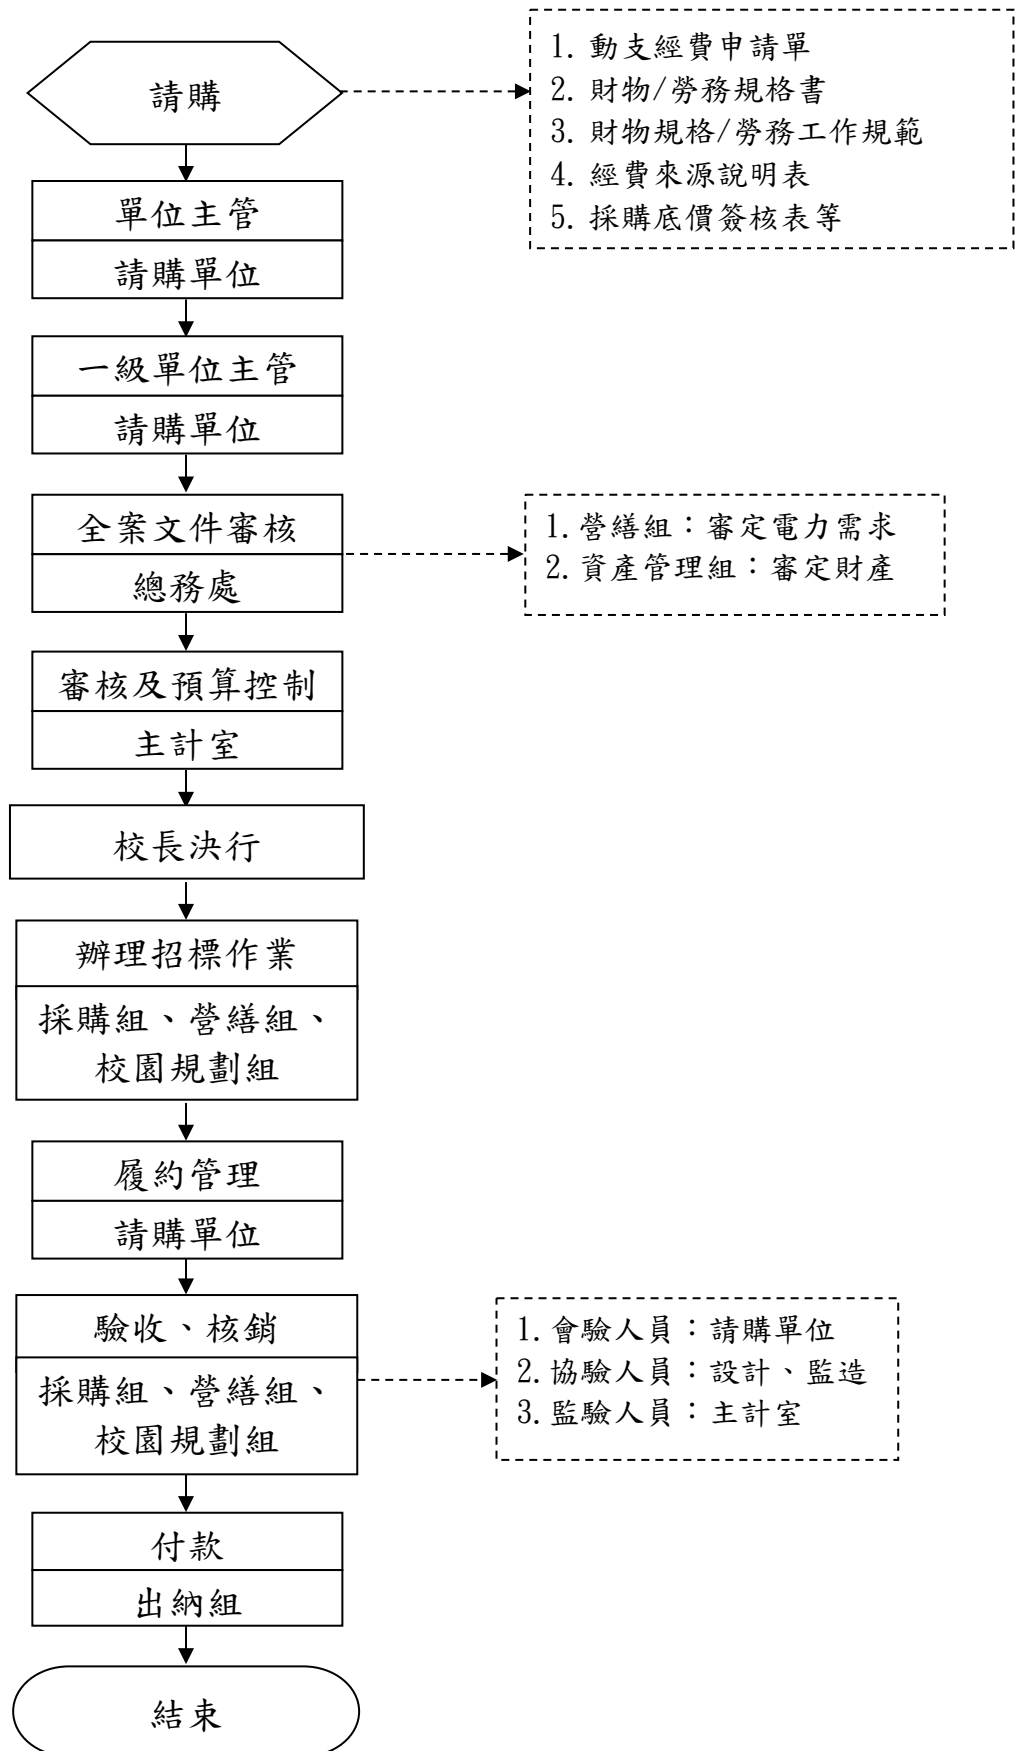 請購
1. 動支經費申請單
2. 財物/勞務規格書
3. 財物規格/勞務工作規範
4. 經費來源說明表
5. 採購底價簽核表等
單位主管
請購單位
一級單位主管
請購單位
全案文件審核
總務處
1. 營繕組：審定電力需求
2. 資產管理組：審定財產
審核及預算控制
主計室
校長決行
辦理招標作業
採購組、營繕組、
校園規劃組
履約管理
請購單位
驗收、核銷
採購組、營繕組、
校園規劃組
1. 會驗人員：請購單位
2. 協驗人員：設計、監造
3. 監驗人員：主計室
付款
出納組
結束